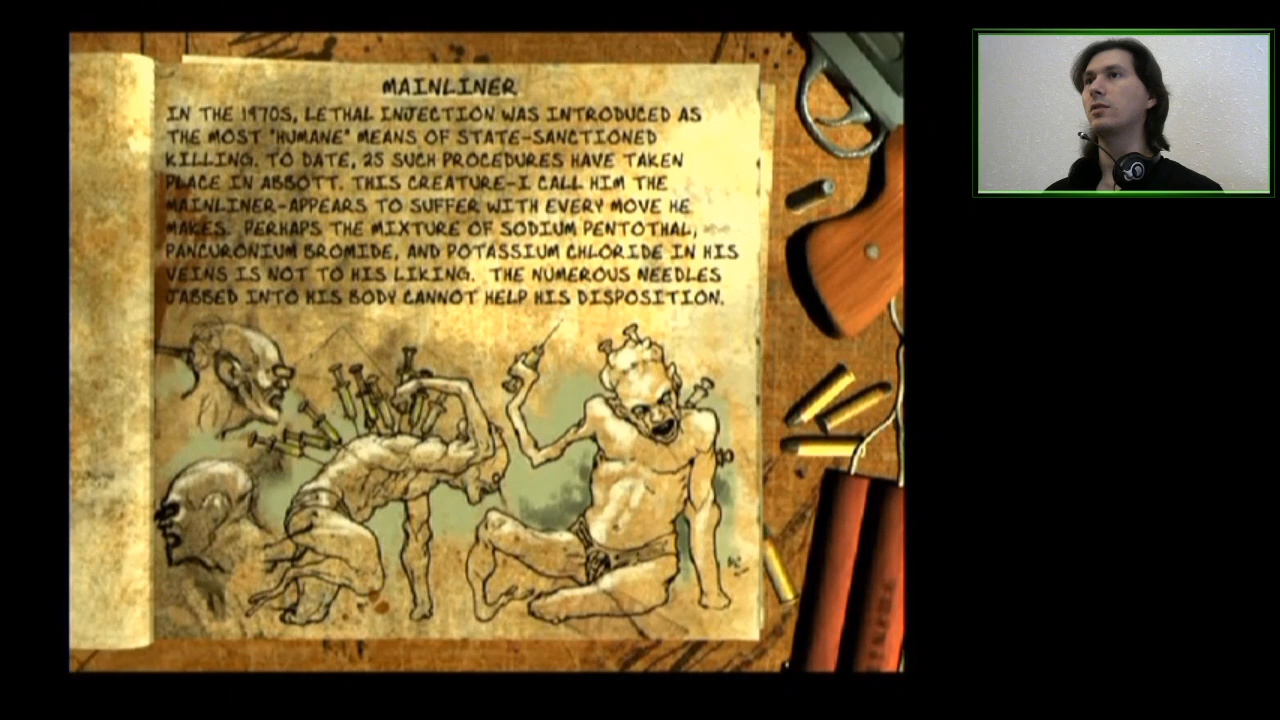 MAINLINER
IN THE 1970S, LETHAL INJECTION WAS INTRODUCED AS
THE MOST "HUMANE" MEANS OF STATE-SANCTIONED
KILLING. TO DATE, 25 SUCH PROCEDURES HAVE TAKEN
PLACE IN ABBOTT. THIS CREATURE-I CALL HIM THE
MAINLINER-APPEARS TO SUFFER WITH EVERY MOVE HE
MAKES. PERHAPS THE MIXTURE OF SODIUM PENTOTHAL,
PANCURONIUM BROMIDE, AND POTASSIUM CHLORIDE IN HIS
VEINS IS NOT TO HIS LIKING. THE NUMEROUS NEEDLES
JABBED INTO HIS BODY CANNOT HELP HIS DISPOSITION.